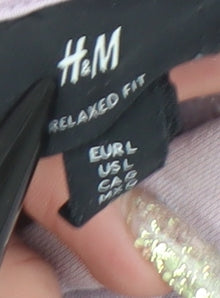 H&M
RELAXED FIT
EUR L
US L
CA G
MX G